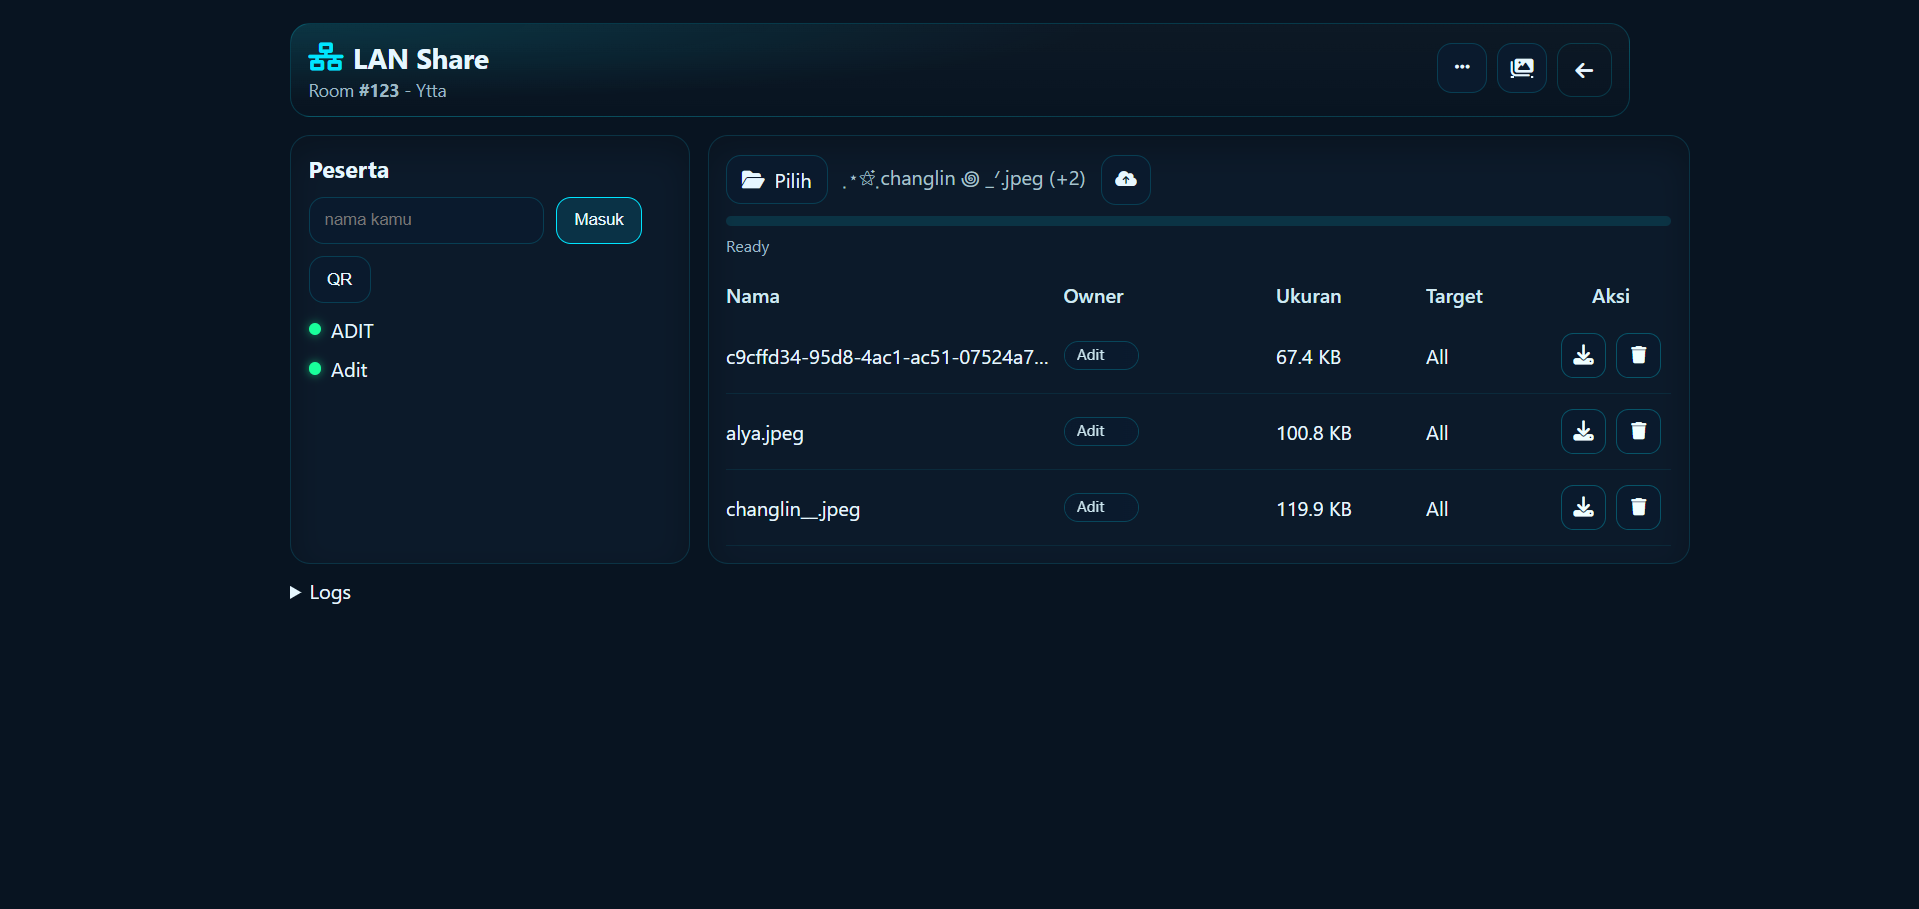 LAN Share
Room #123 - Ytta
Peserta
nama kamu
Masuk
QR
ADIT
Adit
Pilih
changlin .jpeg (+2)
Ready
Nama Owner Ukuran Target Aksi
c9cffd34-95d8-4ac1-ac51-07524a7... Adit 67.4 KB All
alya.jpeg Adit 100.8 KB All
changlin__.jpeg Adit 119.9 KB All
Logs